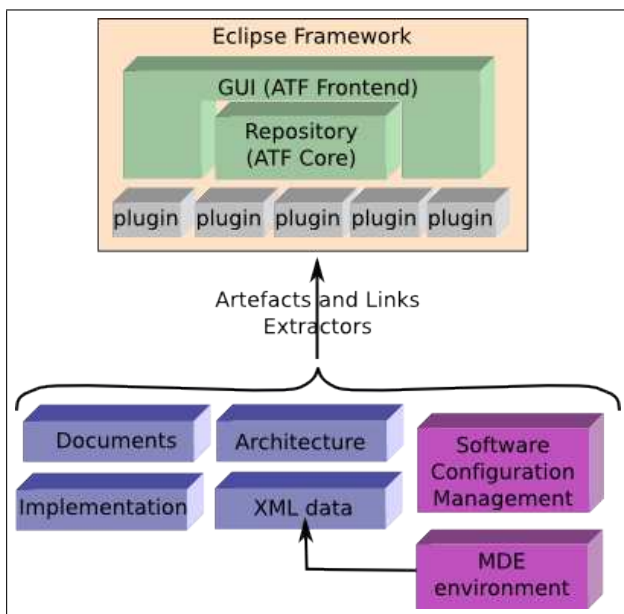 Eclipse Framework
GUI (ATF Frontend)
Repository
(ATF Core)
plugin plugin plugin plugin plugin
Artefacts and Links
Extractors
Documents
Architecture
Software
Configuration
Management
Implementation
XML data
MDE
environment